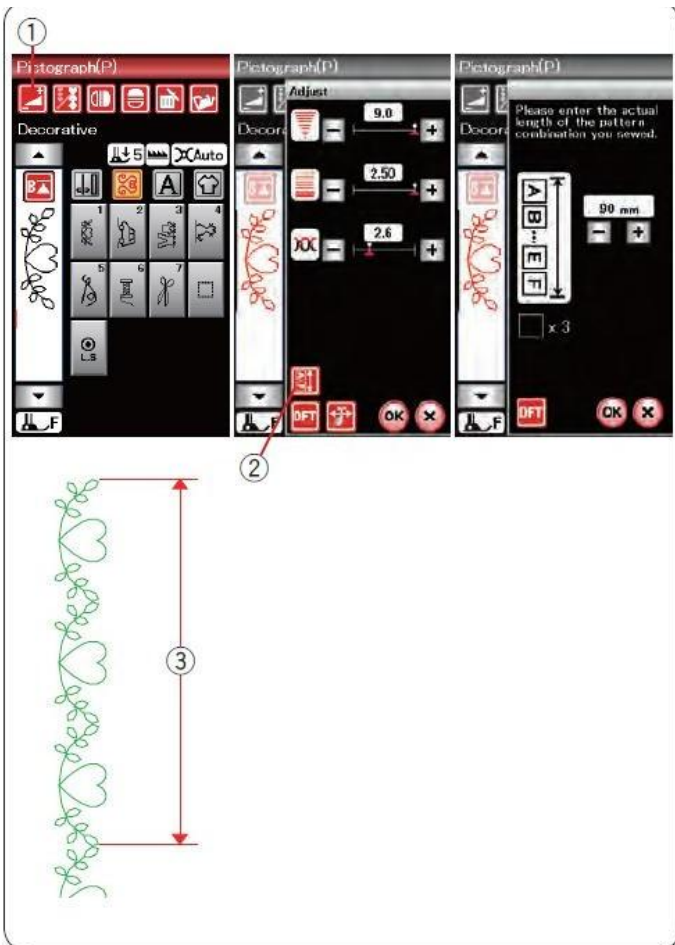 1
Pictograph(P)
Decorative
5
Auto
B
A
1
2
3
4
5
6
7
L.S
F
Pictograph(P)
Adjust
Decor
9.0
B
2.50
2.6
DFT
OK
F
2
Pictograph(P)
Please enter the actual
length of the pattern
combination you sewed.
Decor
B
A
B
E
F
90 mm
x 3
DFT
OK
F
3